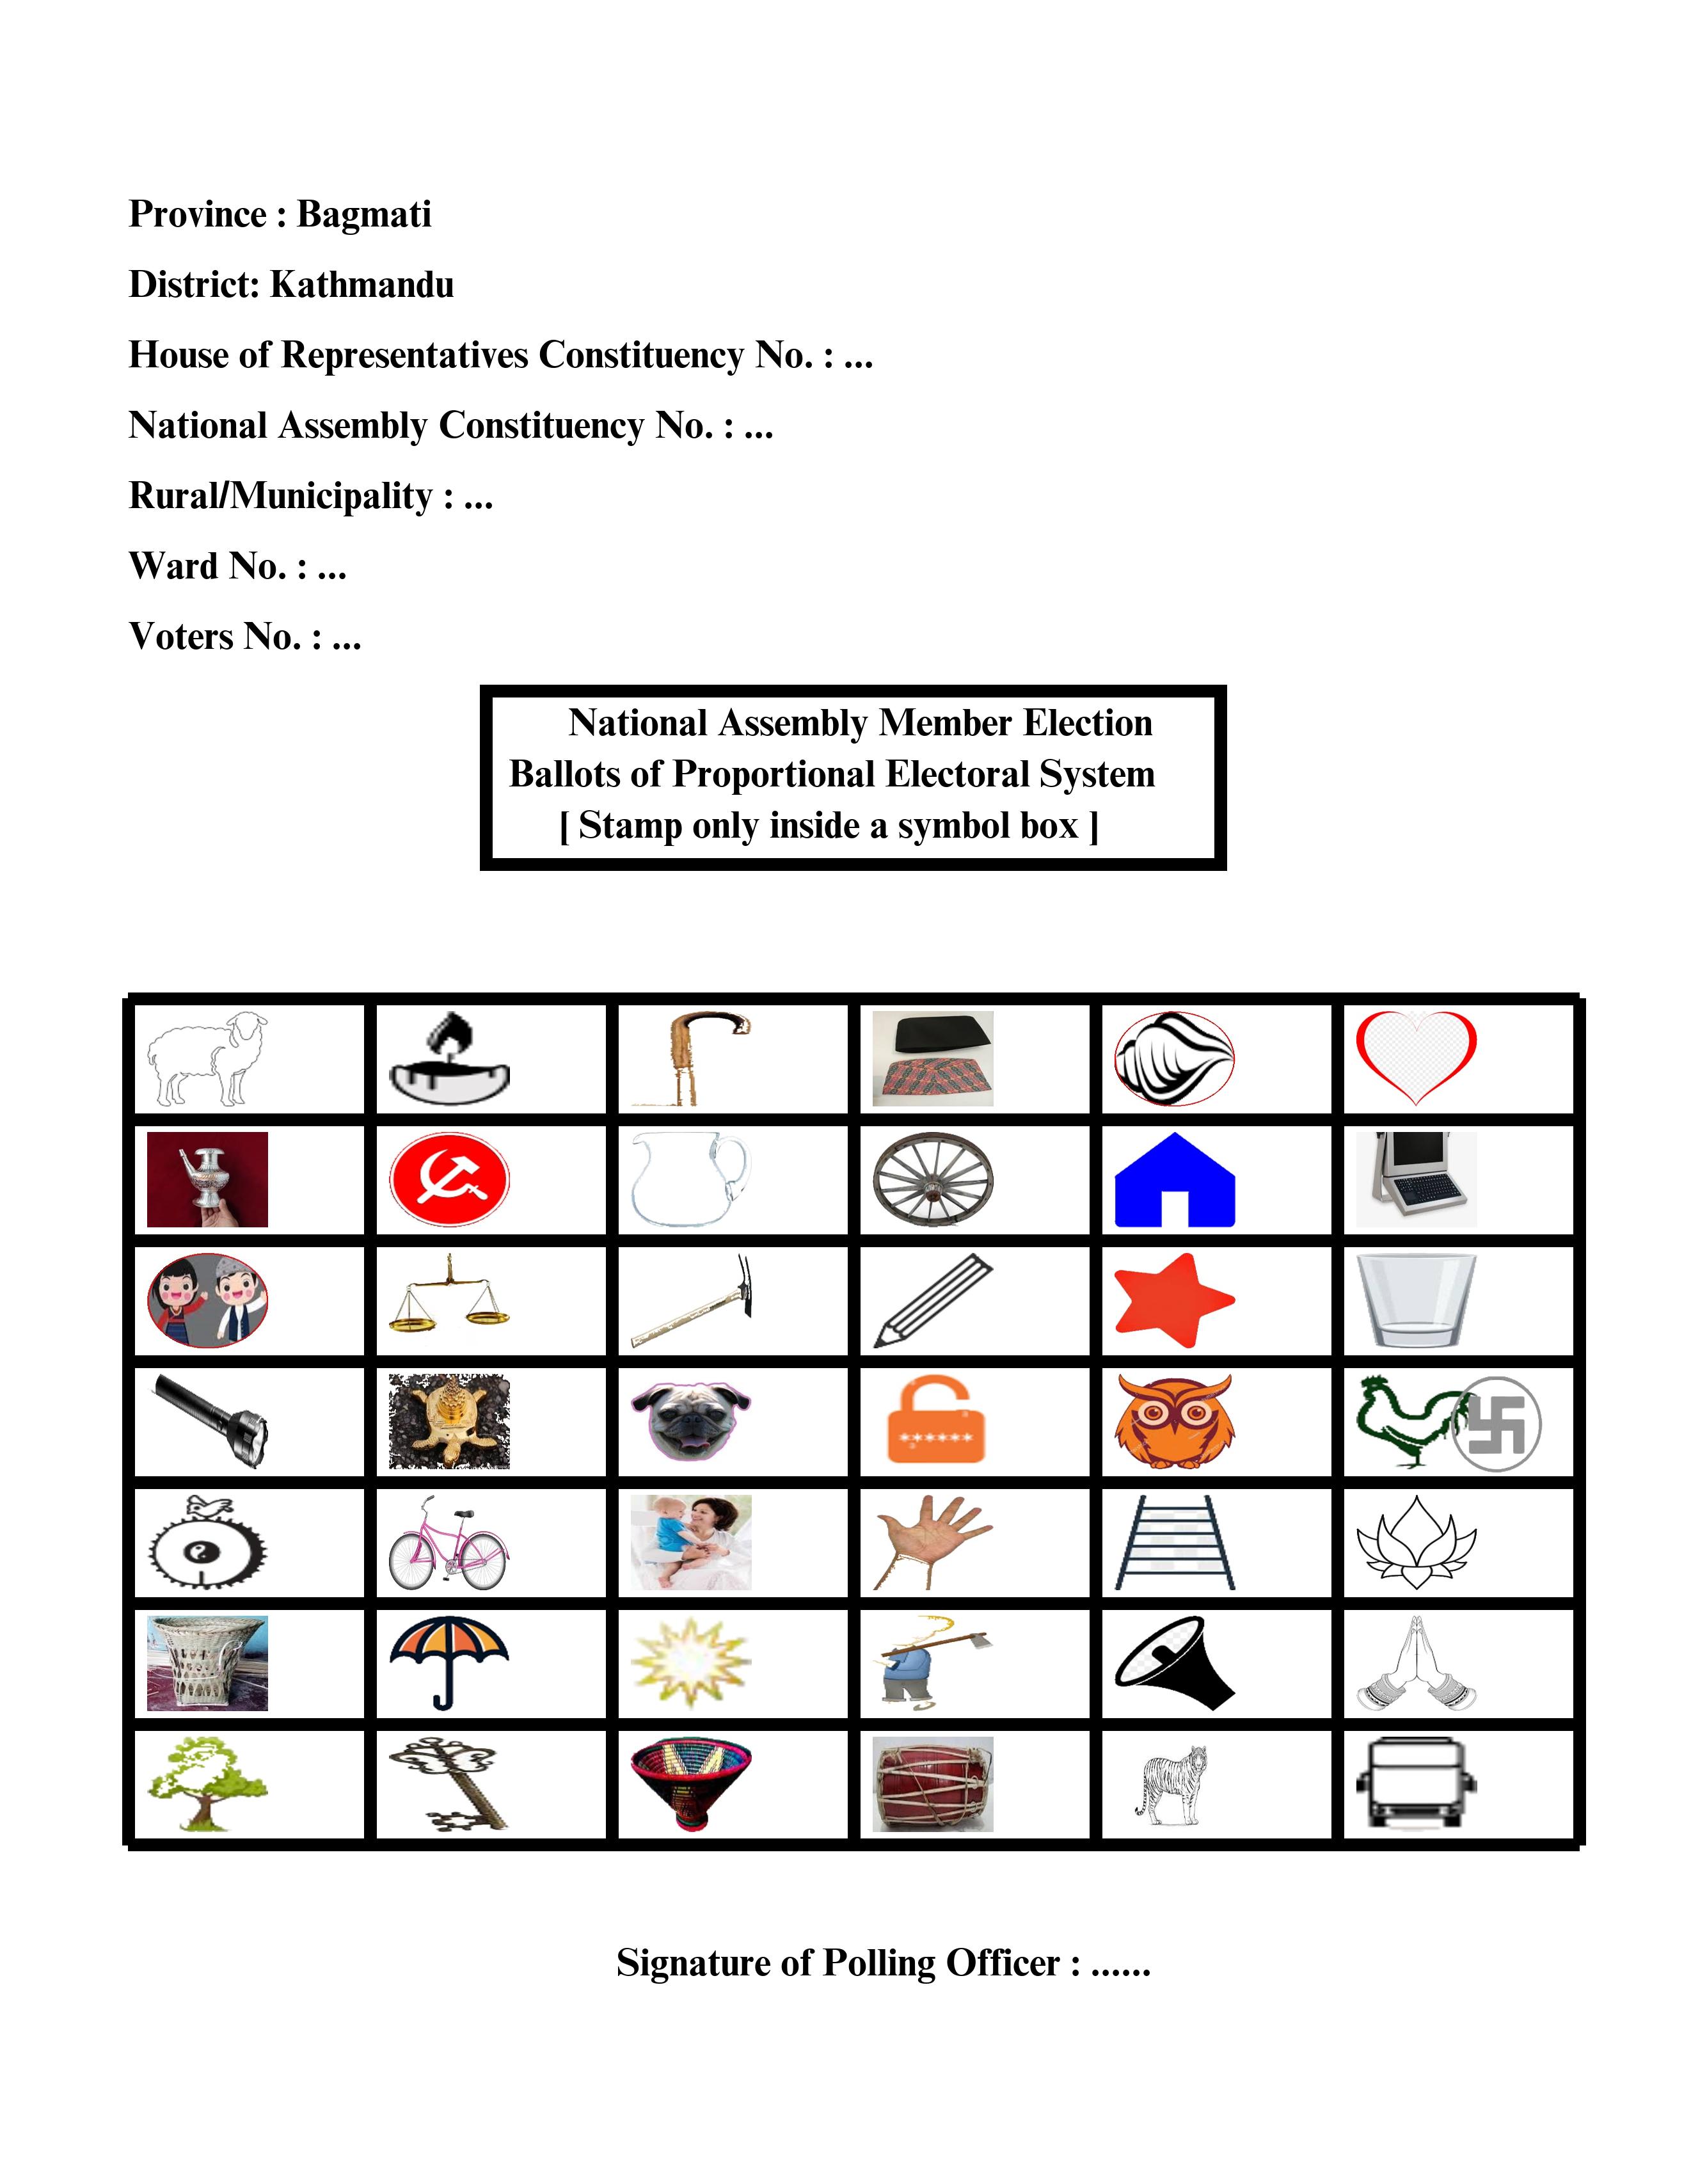 Province : Bagmati
District: Kathmandu
House of Representatives Constituency No. : ...
National Assembly Constituency No. : ...
Rural/Municipality : ...
Ward No. : ...
Voters No. : ...
National Assembly Member Election
Ballots of Proportional Electoral System
[ Stamp only inside a symbol box ]
******
Signature of Polling Officer : ......